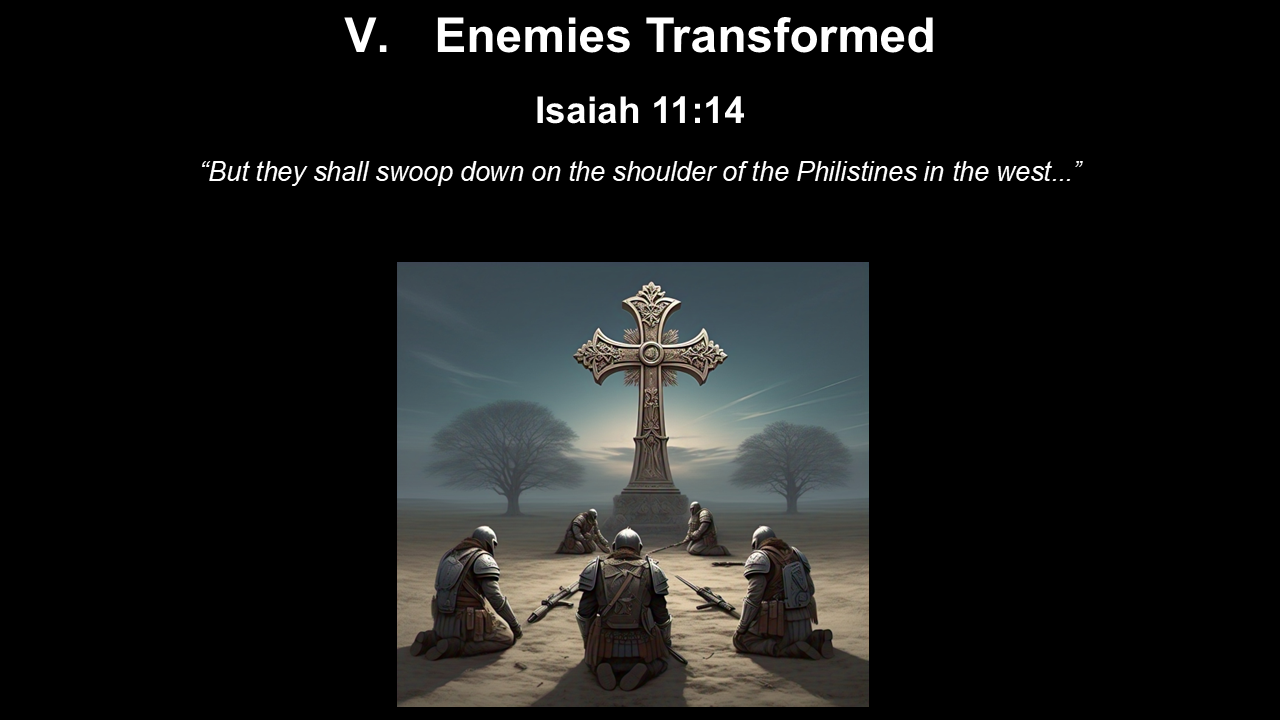 V. Enemies Transformed
Isaiah 11:14
“But they shall swoop down on the shoulder of the Philistines in the west...”